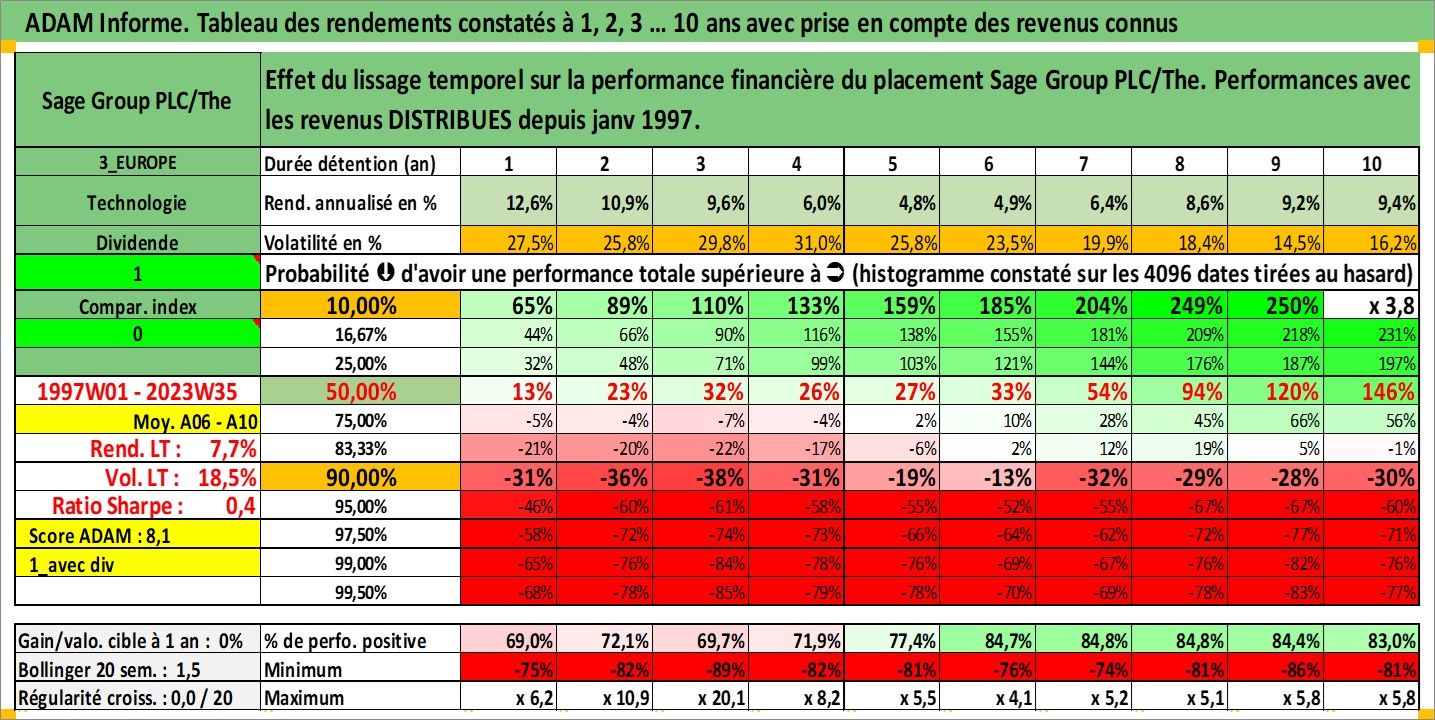 ADAM Informe. Tableau des rendements constatés à 1, 2, 3 ... 10 ans avec prise en compte des revenus connus
Sage Group PLC/The
Effet du lissage temporel sur la performance financière du placement Sage Group PLC/The. Performances avec
les revenus DISTRIBUES depuis janv 1997.
3_EUROPE Durée détention (an) 1 2 3 4 5 6 7 8 9 10
Technologie Rend. annualisé en % 12,6% 10,9% 9,6% 6,0% 4,8% 4,9% 6,4% 8,6% 9,2% 9,4%
Dividende Volatilité en % 27,5% 25,8% 29,8% 31,0% 25,8% 23,5% 19,9% 18,4% 14,5% 16,2%
1 Probabilité ⬇ d'avoir une performance totale supérieure à ➲ (histogramme constaté sur les 4096 dates tirées au hasard)
Compar. index 10,00% 65% 89% 110% 133% 159% 185% 204% 249% 250% x 3,8
0 16,67% 44% 66% 90% 116% 138% 155% 181% 209% 218% 231%
25,00% 32% 48% 71% 99% 103% 121% 144% 176% 187% 197%
1997W01 - 2023W35 50,00% 13% 23% 32% 26% 27% 33% 54% 94% 120% 146%
Moy. A06 - A10 75,00% -5% -4% -7% -4% 2% 10% 28% 45% 66% 56%
Rend. LT : 7,7% 83,33% -21% -20% -22% -17% -6% 2% 12% 19% 5% -1%
Vol. LT : 18,5% 90,00% -31% -36% -38% -31% -19% -13% -32% -29% -28% -30%
Ratio Sharpe : 0,4 95,00% -46% -60% -61% -58% -55% -52% -55% -67% -67% -60%
Score ADAM : 8,1 97,50% -58% -72% -74% -73% -66% -64% -62% -72% -77% -71%
1_avec div 99,00% -65% -76% -84% -78% -76% -69% -67% -76% -82% -76%
99,50% -68% -78% -85% -79% -78% -70% -69% -78% -83% -77%
Gain/valo. cible à 1 an : 0% % de perfo. positive 69,0% 72,1% 69,7% 71,9% 77,4% 84,7% 84,8% 84,8% 84,4% 83,0%
Bollinger 20 sem. : 1,5 Minimum -75% -82% -89% -82% -81% -76% -74% -81% -86% -81%
Régularité croiss. : 0,0 / 20 Maximum x 6,2 x 10,9 x 20,1 x 8,2 x 5,5 x 4,1 x 5,2 x 5,1 x 5,8 x 5,8